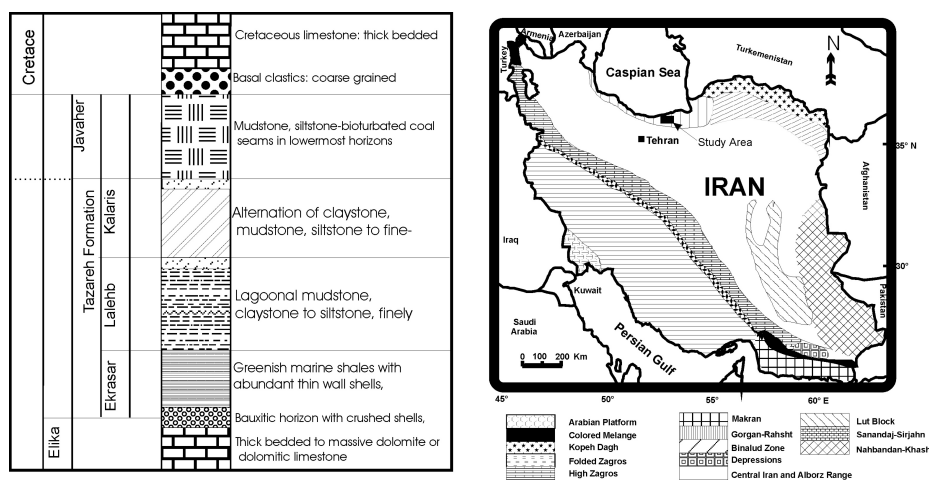 Cretace
Cretaceous limestone: thick bedded
Basal clastics: coarse grained
Javaher
Mudstone, siltstone-bioturbated coal
seams in lowermost horizons
Tazareh Formation
Kalaris
Alternation of claystone,
mudstone, siltstone to fine-
Lalehb
Lagoonal mudstone,
claystone to siltstone, finely
Ekrasar
Greenish marine shales with
abundant thin wall shells,
Bauxitic horizon with crushed shells,
Elika
Thick bedded to massive dolomite or
dolomitic limestone
Armenia
Azerbaijan
Turkey
Caspian Sea
Turkemenistan
N
Tehran
Study Area
35° N
IRAN
Afghanistan
Iraq
30°
Kuwait
Pakistan
Saudi
Arabia
Persian Gulf
0 100 200 Km
45° 50° 55° 60° E
Arabian Platform
Colored Melange
Kopeh Dagh
Folded Zagros
High Zagros
Makran
Gorgan-Rahsht
Binalud Zone
Depressions
Central Iran and Alborz Range
Lut Block
Sanandaj-Sirjahn
Nahbandan-Khash